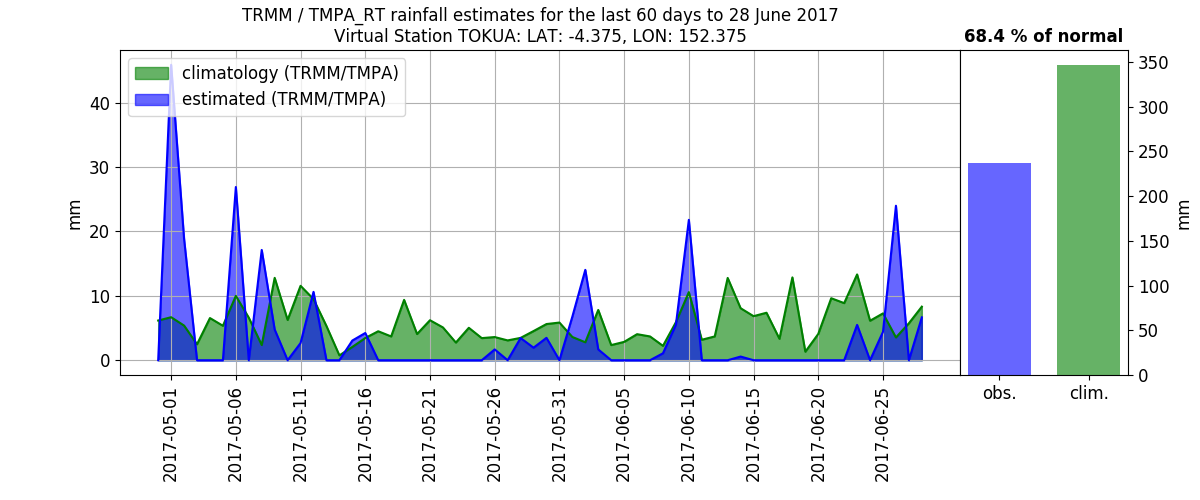 TRMM / TMPA_RT rainfall estimates for the last 60 days to 28 June 2017
Virtual Station TOKUA: LAT: -4.375, LON: 152.375
68.4 % of normal
climatology (TRMM/TMPA)
estimated (TRMM/TMPA)
mm
40
30
20
10
0
2017-05-01
2017-05-06
2017-05-11
2017-05-16
2017-05-21
2017-05-26
2017-05-31
2017-06-05
2017-06-10
2017-06-15
2017-06-20
2017-06-25
350
300
250
200
150
100
50
0
mm
obs.
clim.